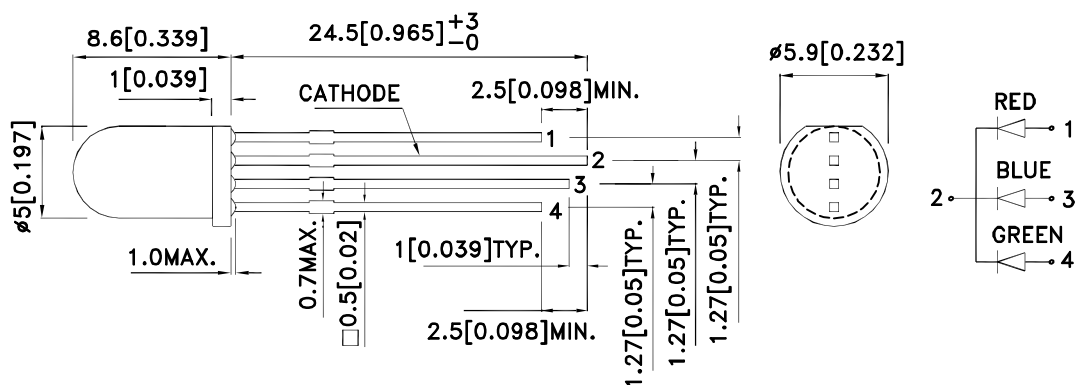 8.6[0.339]
24.5[0.965]+3 -0
1[0.039]
CATHODE
2.5[0.098]MIN.
ø5[0.197]
1
2
3
4
1.0MAX.
0.7MAX.
□0.5[0.02]
1[0.039]TYP.
2.5[0.098]MIN.
1.27[0.05]TYP.
1.27[0.05]TYP.
1.27[0.05]TYP.
ø5.9[0.232]
RED
1
BLUE
2
3
GREEN
4